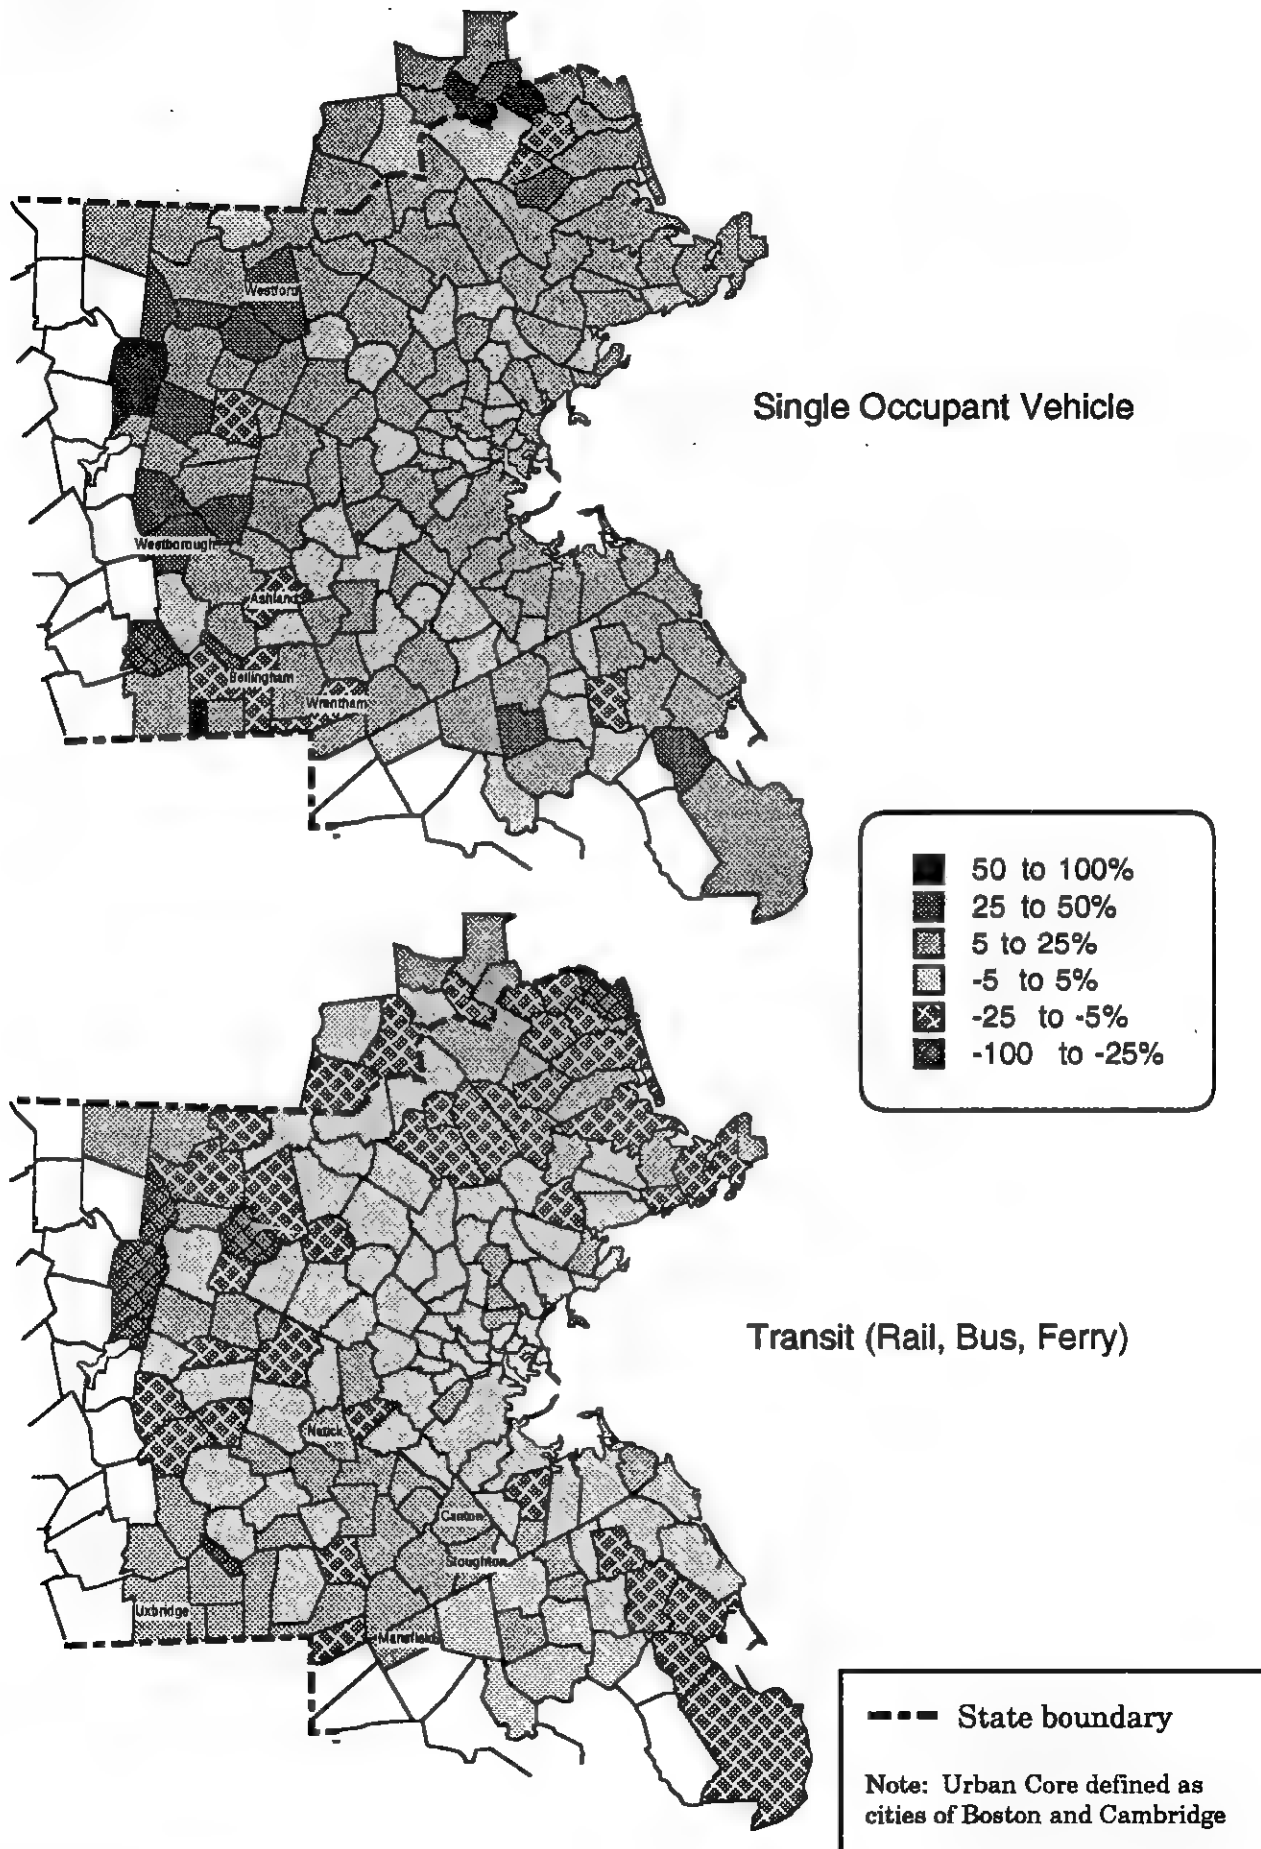 Westford
Single Occupant Vehicle
Westborough
Ashland
Bellingham
Wrentham
50 to 100%
25 to 50%
5 to 25%
-5 to 5%
-25 to -5%
-100 to -25%
Transit (Rail, Bus, Ferry)
Natick
Canton
Stoughton
Uxbridge
Mansfield
State boundary
Note: Urban Core defined as
cities of Boston and Cambridge